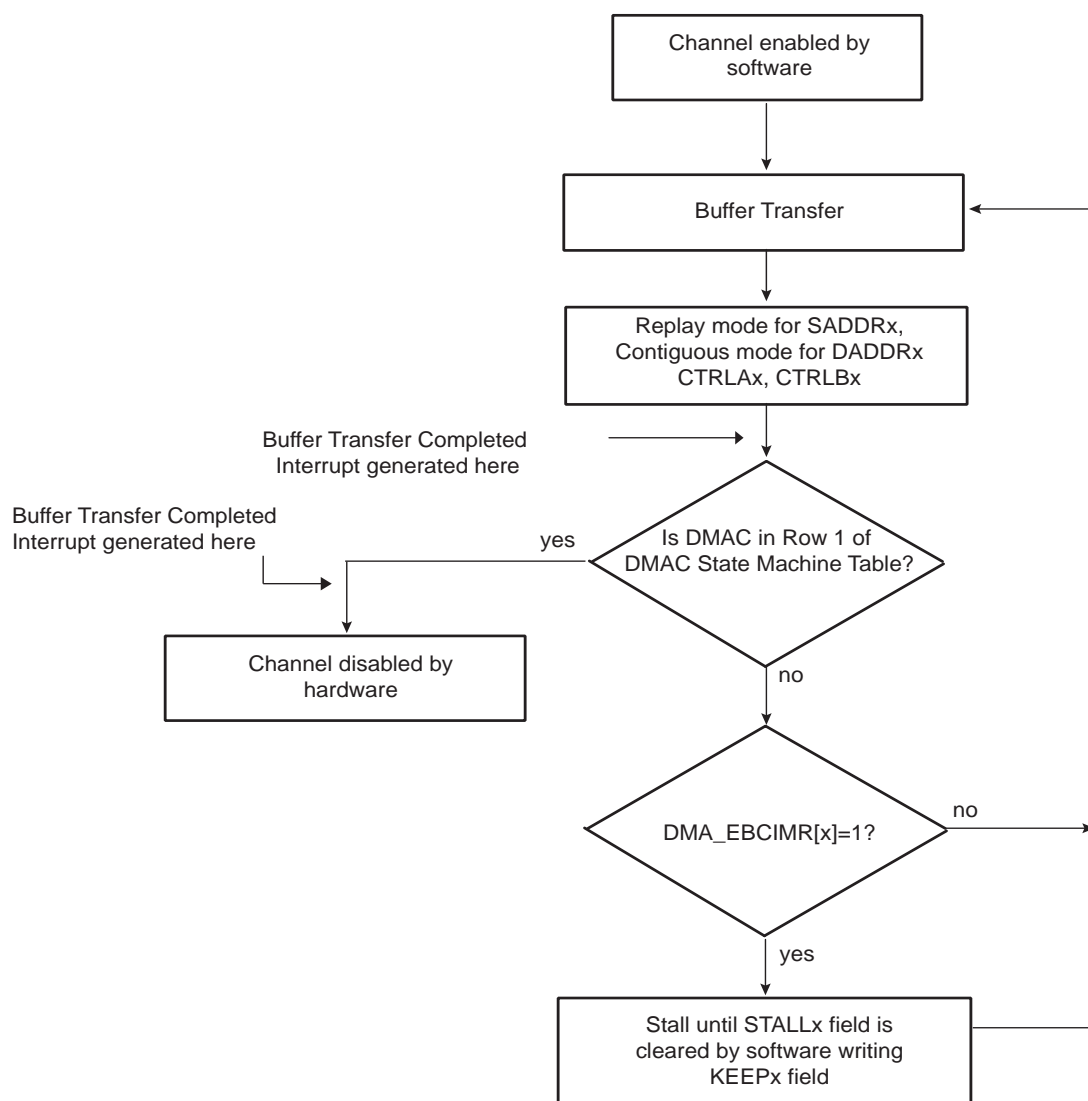 Channel enabled by
software
Buffer Transfer
Replay mode for SADDRx,
Contiguous mode for DADDRx
CTRLAx, CTRLBx
Buffer Transfer Completed
Interrupt generated here
Buffer Transfer Completed
Interrupt generated here
yes
Is DMAC in Row 1 of
DMAC State Machine Table?
Channel disabled by
hardware
no
DMA_EBCIMR[x]=1?
no
yes
Stall until STALLx field is
cleared by software writing
KEEPx field